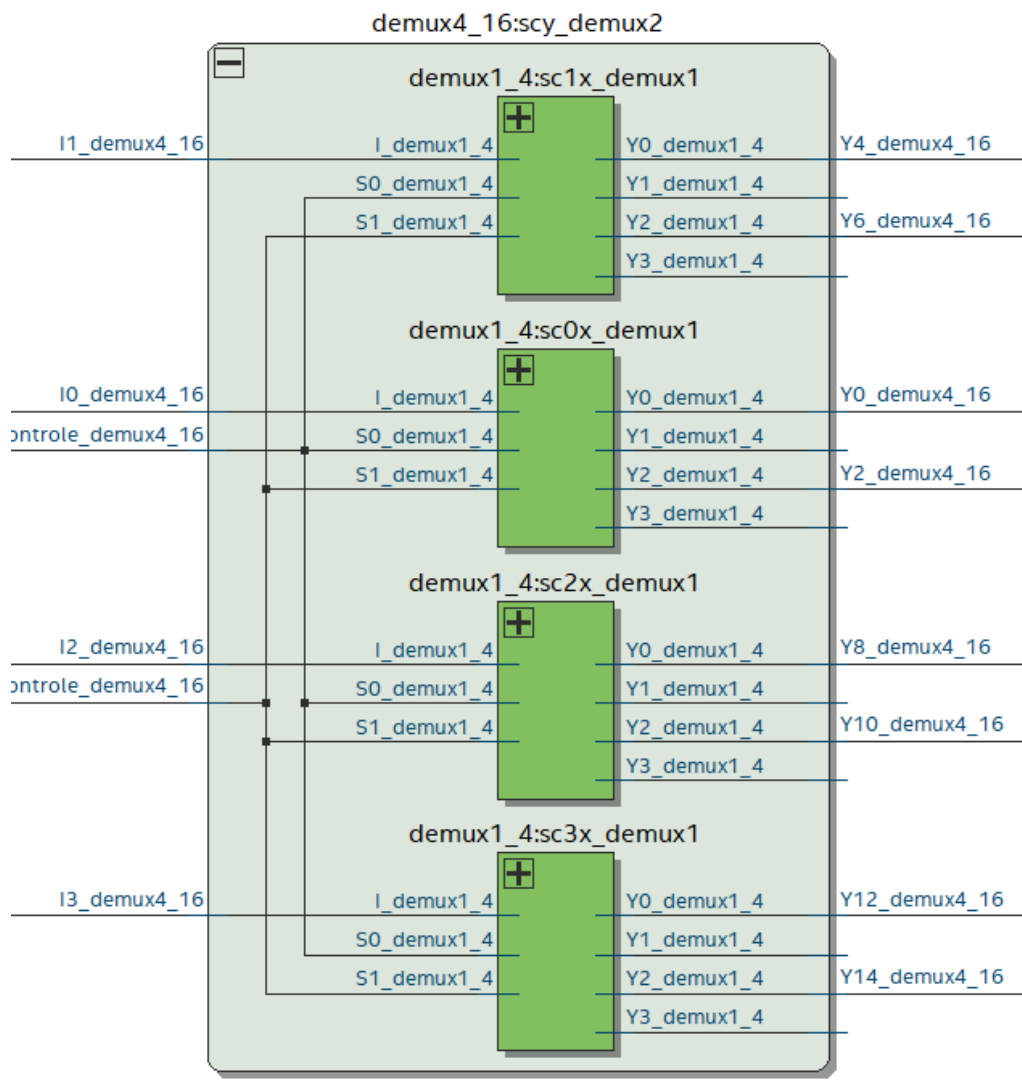 demux4_16:scy_demux2
demux1_4:sc1x_demux1
I1_demux4_16
I_demux1_4
Y0_demux1_4
Y4_demux4_16
S0_demux1_4
Y1_demux1_4
S1_demux1_4
Y2_demux1_4
Y6_demux4_16
Y3_demux1_4
demux1_4:sc0x_demux1
I0_demux4_16
I_demux1_4
Y0_demux1_4
Y0_demux4_16
ontrole_demux4_16
S0_demux1_4
Y1_demux1_4
S1_demux1_4
Y2_demux1_4
Y2_demux4_16
Y3_demux1_4
demux1_4:sc2x_demux1
I2_demux4_16
I_demux1_4
Y0_demux1_4
Y8_demux4_16
ontrole_demux4_16
S0_demux1_4
Y1_demux1_4
S1_demux1_4
Y2_demux1_4
Y10_demux4_16
Y3_demux1_4
demux1_4:sc3x_demux1
I3_demux4_16
I_demux1_4
Y0_demux1_4
Y12_demux4_16
S0_demux1_4
Y1_demux1_4
S1_demux1_4
Y2_demux1_4
Y14_demux4_16
Y3_demux1_4